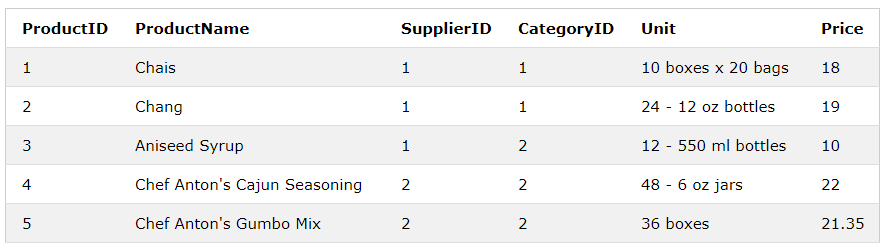 ProductID ProductName SupplierID CategoryID Unit Price
1 Chais 1 1 10 boxes x 20 bags 18
2 Chang 1 1 24 - 12 oz bottles 19
3 Aniseed Syrup 1 2 12 - 550 ml bottles 10
4 Chef Anton's Cajun Seasoning 2 2 48 - 6 oz jars 22
5 Chef Anton's Gumbo Mix 2 2 36 boxes 21.35